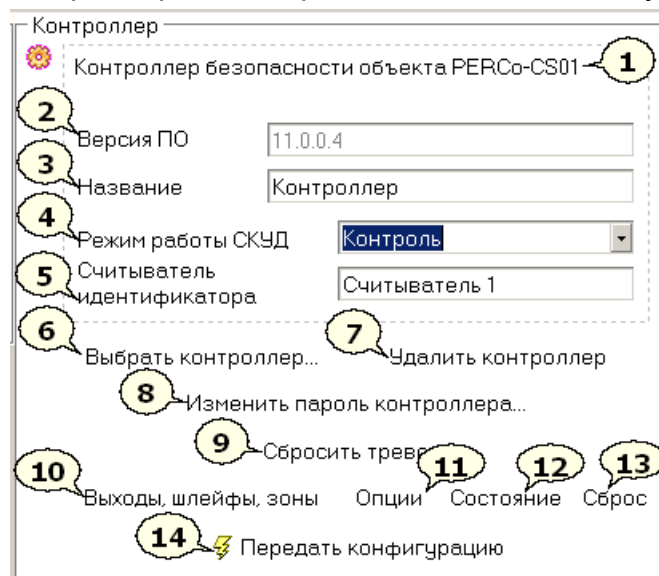 Контроллер
Контроллер безопасности объекта PERCo-CS01 1
2
Версия ПО 11.0.0.4
3
Название Контроллер
4
Режим работы СКУД Контроль
5 Считыватель идентификатора Считыватель 1
6 7
Выбрать контроллер... Удалить контроллер
8 Изменить пароль контроллера...
9 Сбросить
10 11 12 13
Выходы, шлейфы, зоны Опции Состояние Сброс
14 Передать конфигурацию